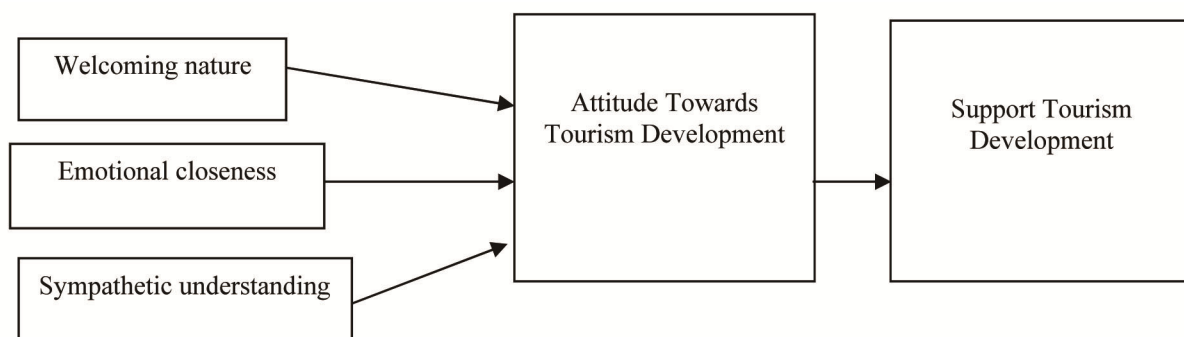 Welcoming nature
Emotional closeness
Sympathetic understanding
Attitude Towards
Tourism Development
Support Tourism
Development